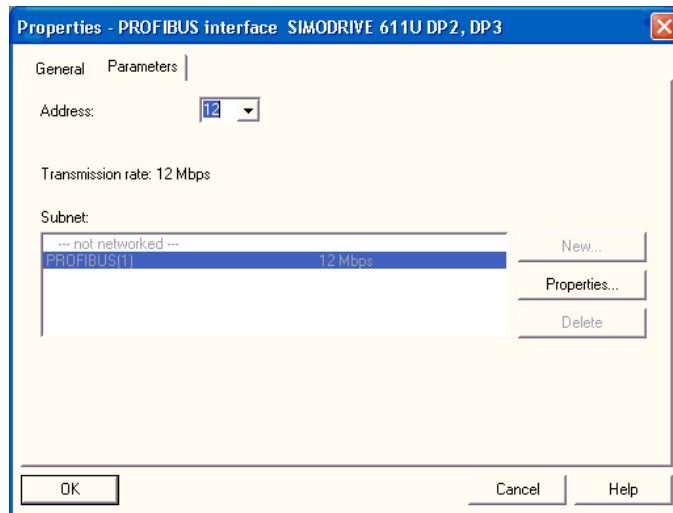 Properties - PROFIBUS interface SIMODRIVE 611U DP2, DP3
General Parameters
Address: 12
Transmission rate: 12 Mbps
Subnet:
--- not networked ---
New...
PROFIBUS(1) 12 Mbps
Properties...
Delete
OK Cancel Help